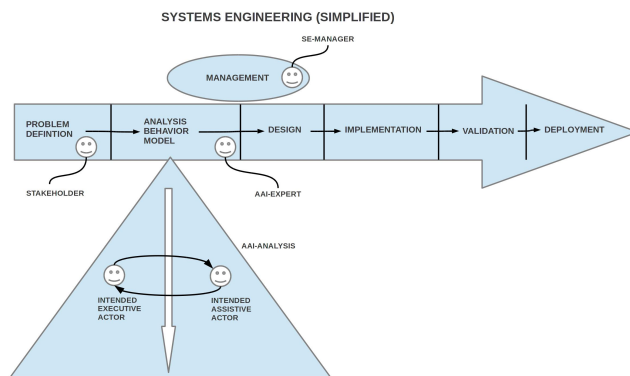 SYSTEMS ENGINEERING (SIMPLIFIED)
SE-MANAGER
MANAGEMENT
PROBLEM
DEFINTION
ANALYSIS
BEHAVIOR
MODEL
DESIGN
IMPLEMENTATION
VALIDATION
DEPLOYMENT
STAKEHOLDER
AAI-EXPERT
AAI-ANALYSIS
INTENDED
EXECUTIVE
ACTOR
INTENDED
ASSISTIVE
ACTOR